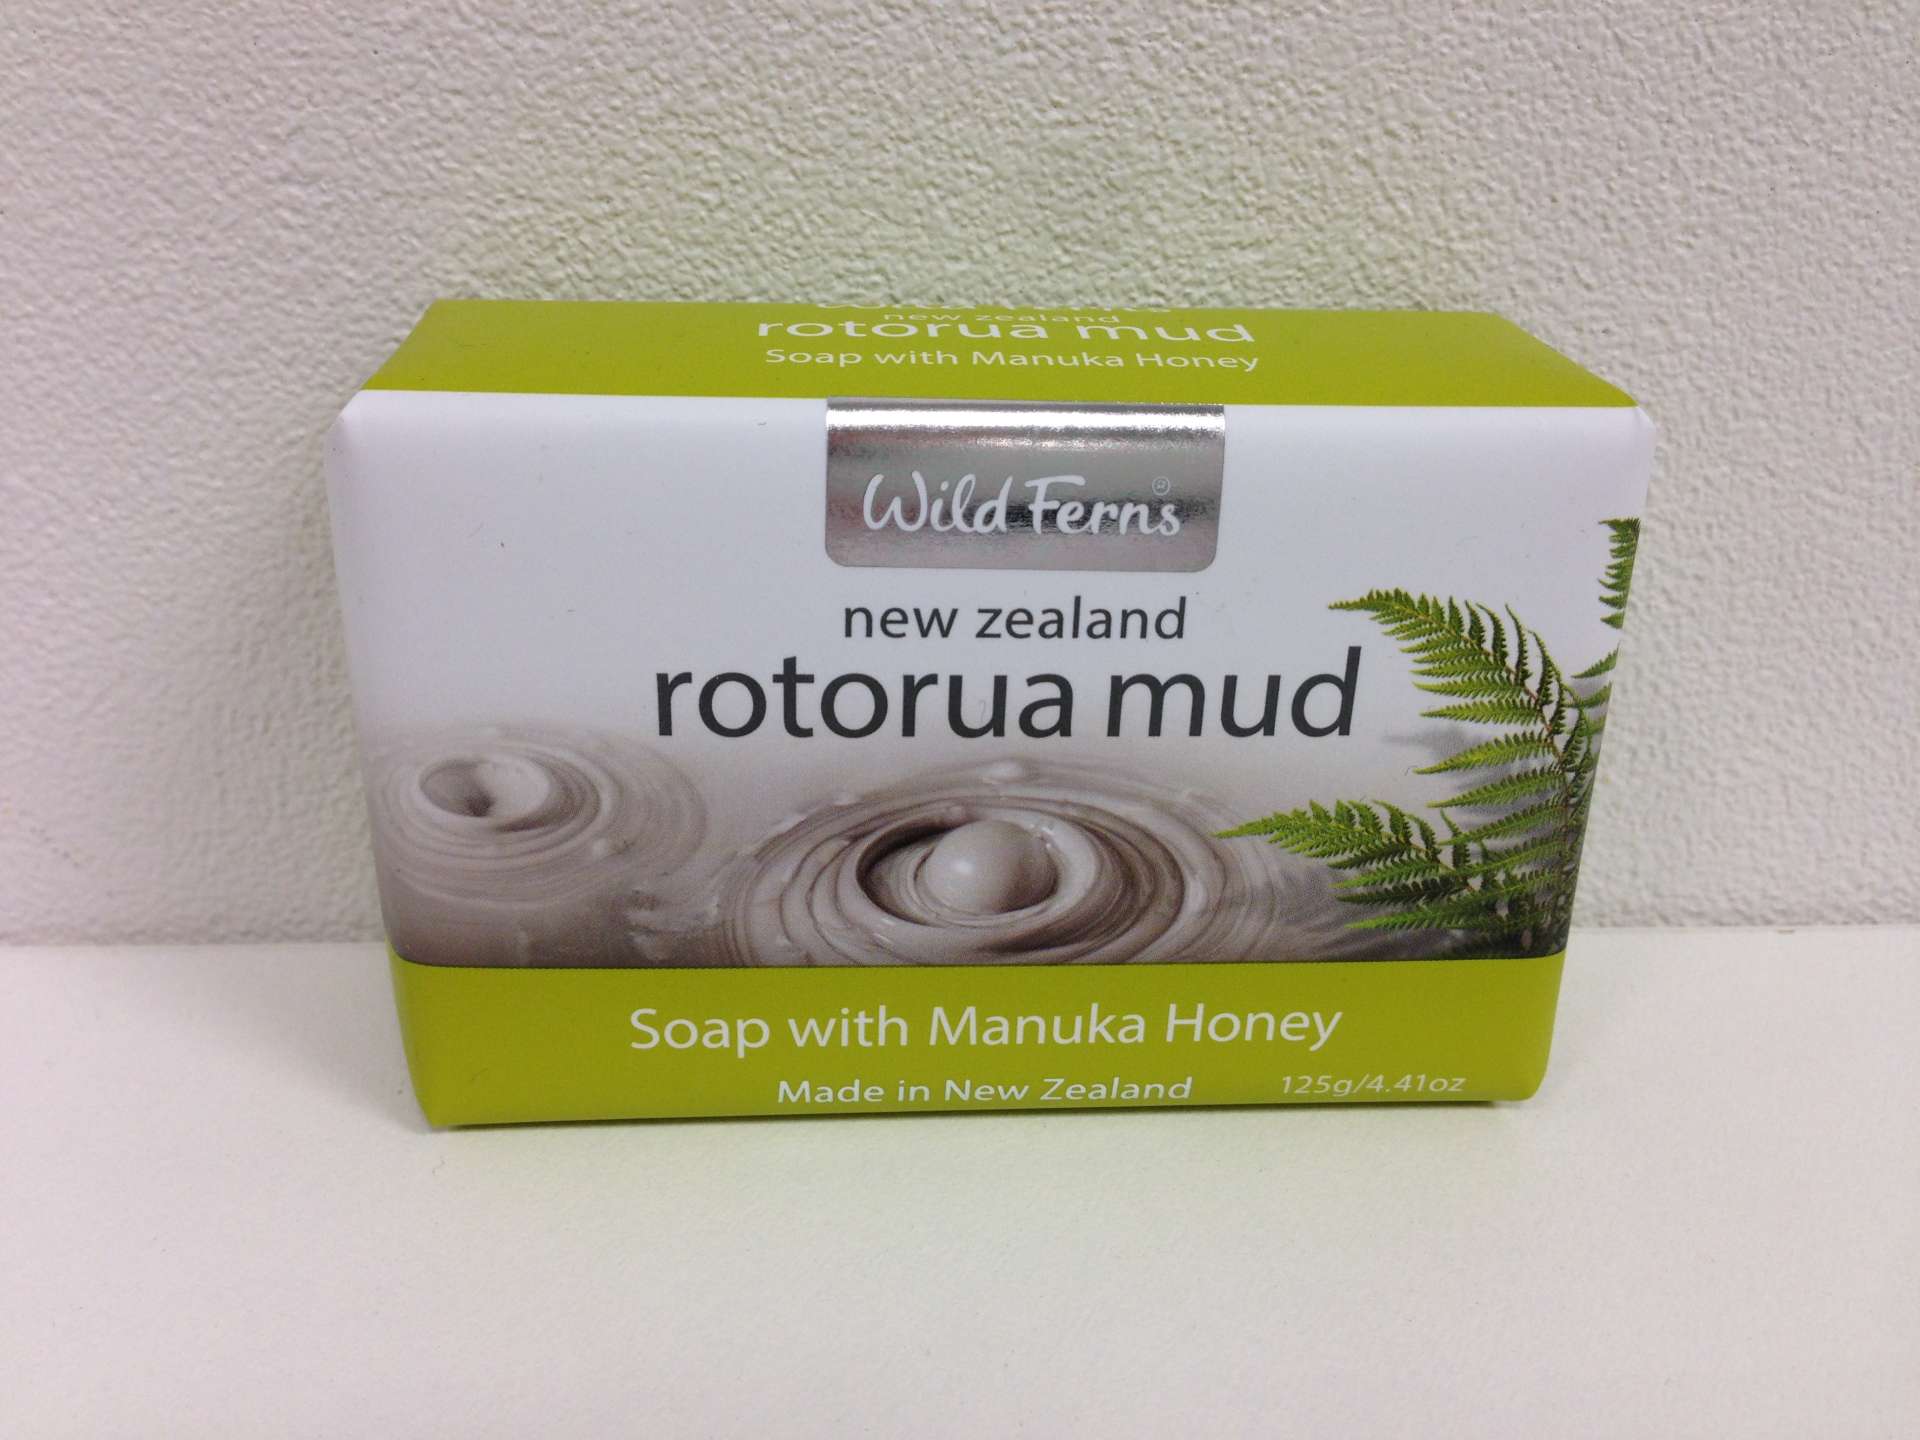 new zealand
rotorua mud
Soap with Manuka Honey
Wild Ferns®
new zealand
rotorua mud
Soap with Manuka Honey
Made in New Zealand
125g/4.41oz